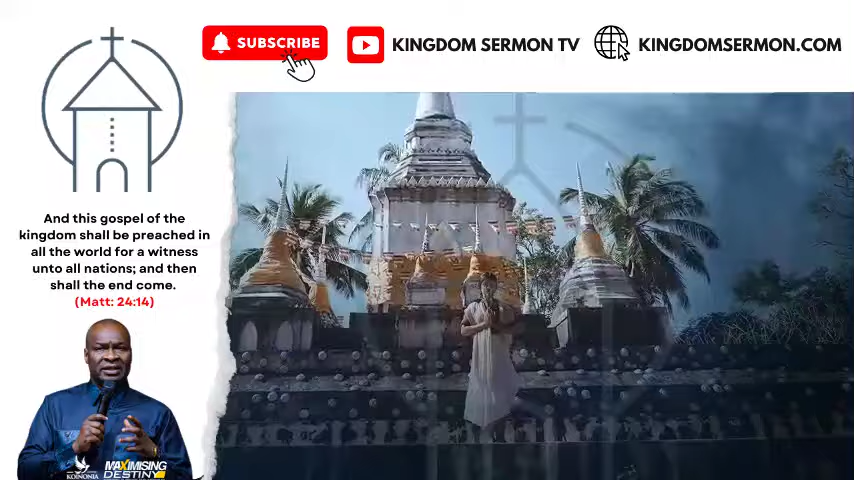 SUBSCRIBE
KINGDOM SERMON TV
KINGDOMSERMON.COM
And this gospel of the
kingdom shall be preached in
all the world for a witness
unto all nations; and then
shall the end come.
(Matt: 24:14)
KOINONIA
MAXIMISING
DESTINY